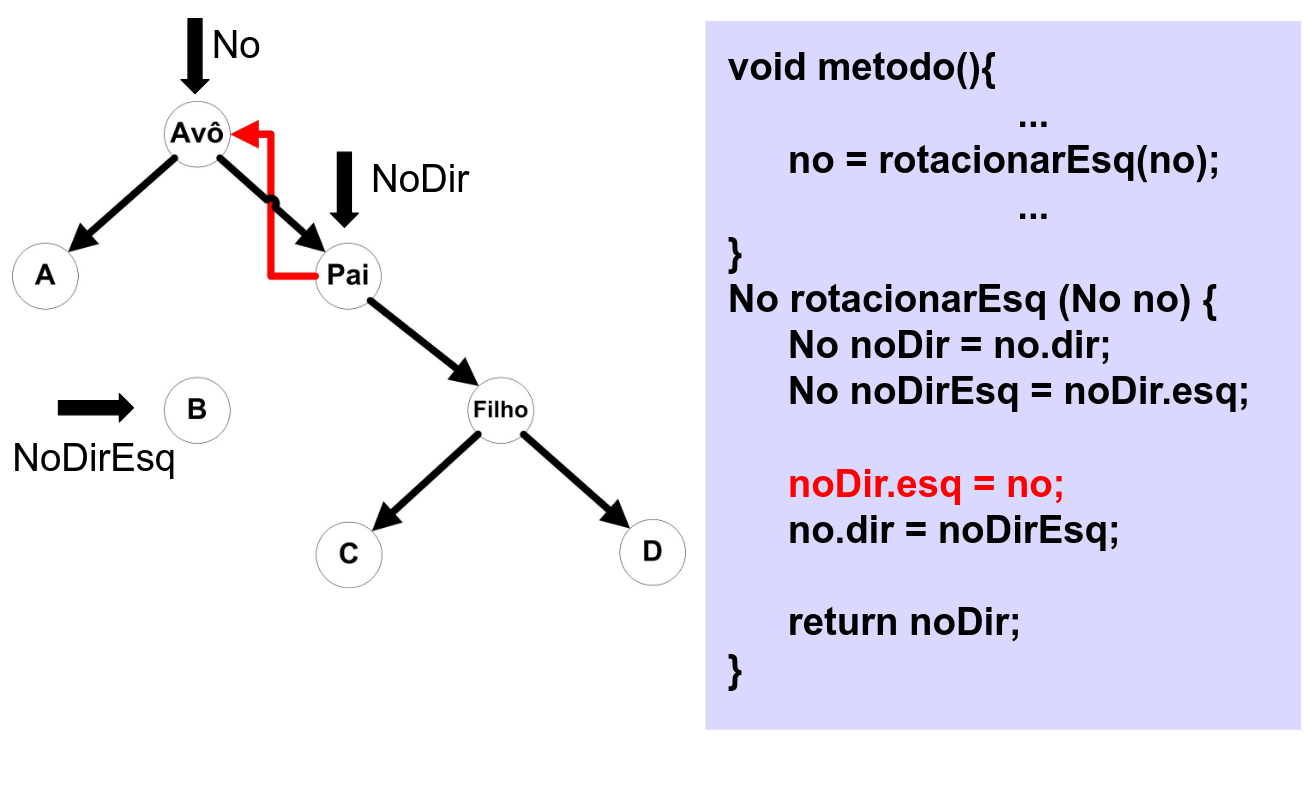 No
Avô
NoDir
A
Pai
B
Filho
NoDirEsq
C
D
void metodo(){
...
no = rotacionarEsq(no);
...
}
No rotacionarEsq (No no) {
No noDir = no.dir;
No noDirEsq = noDir.esq;
noDir.esq = no;
no.dir = noDirEsq;
return noDir;
}